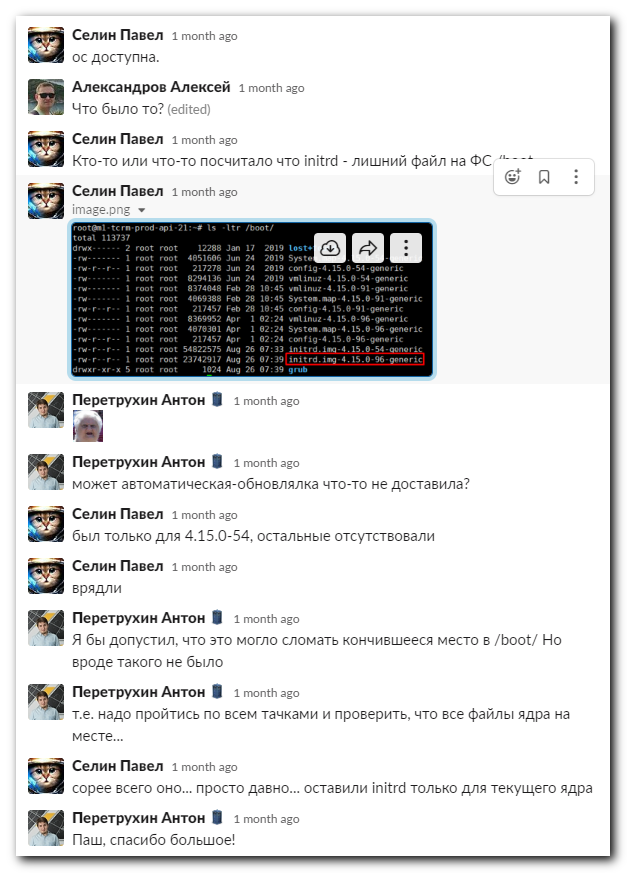 Селин Павел 1 month ago
ос доступна.
Александров Алексей 1 month ago
Что было то? (edited)
Селин Павел 1 month ago
Кто-то или что-то посчитало что initrd - лишний файл на ФС /boot
Селин Павел 1 month ago
image.png
root@ml-tcrm-prod-api-21:~# ls -ltr /boot/
total 113737
drwx------ 2 root root 12288 Jan 17 2019 lost+
-rw------- 1 root root 4051606 Jun 24 2019 System
-rw-r--r-- 1 root root 217278 Jun 24 2019 config-4.15.0-54-generic
-rw------- 1 root root 8294136 Jun 24 2019 vmlinuz-4.15.0-54-generic
-rw------- 1 root root 8374048 Feb 28 10:45 vmlinuz-4.15.0-91-generic
-rw------- 1 root root 4069388 Feb 28 10:45 System.map-4.15.0-91-generic
-rw-r--r-- 1 root root 217457 Feb 28 10:45 config-4.15.0-91-generic
-rw------- 1 root root 8369952 Apr 1 02:24 vmlinuz-4.15.0-96-generic
-rw------- 1 root root 4070301 Apr 1 02:24 System.map-4.15.0-96-generic
-rw-r--r-- 1 root root 217457 Apr 1 02:24 config-4.15.0-96-generic
-rw-r--r-- 1 root root 54822575 Aug 26 07:33 initrd.img-4.15.0-54-generic
-rw-r--r-- 1 root root 23742917 Aug 26 07:39 initrd.img-4.15.0-96-generic
drwxr-xr-x 5 root root 1024 Aug 26 07:39 grub
Перетрухин Антон 1 month ago
Перетрухин Антон 1 month ago
может автоматическая-обновлялка что-то не доставила?
Селин Павел 1 month ago
был только для 4.15.0-54, остальные отсутствовали
Селин Павел 1 month ago
врядли
Перетрухин Антон 1 month ago
Я бы допустил, что это могло сломать кончившееся место в /boot/ Но
вроде такого не было
Перетрухин Антон 1 month ago
т.е. надо пройтись по всем тачками и проверить, что все файлы ядра на
месте...
Селин Павел 1 month ago
сорее всего оно... просто давно... оставили initrd только для текущего ядра
Перетрухин Антон 1 month ago
Паш, спасибо большое!